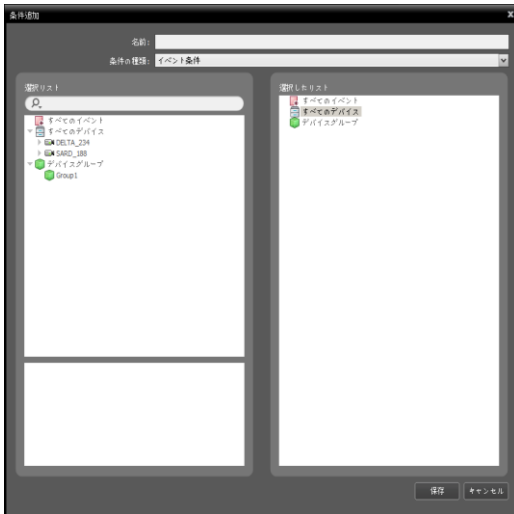 条件追加
X
名前:
条件の種類: イベント条件
選択リスト
すべてのイベント
すべてのデバイス
DELTA_234
SARD_188
デバイスグループ
Group1
選択したリスト
すべてのイベント
すべてのデバイス
デバイスグループ
保存
キャンセル